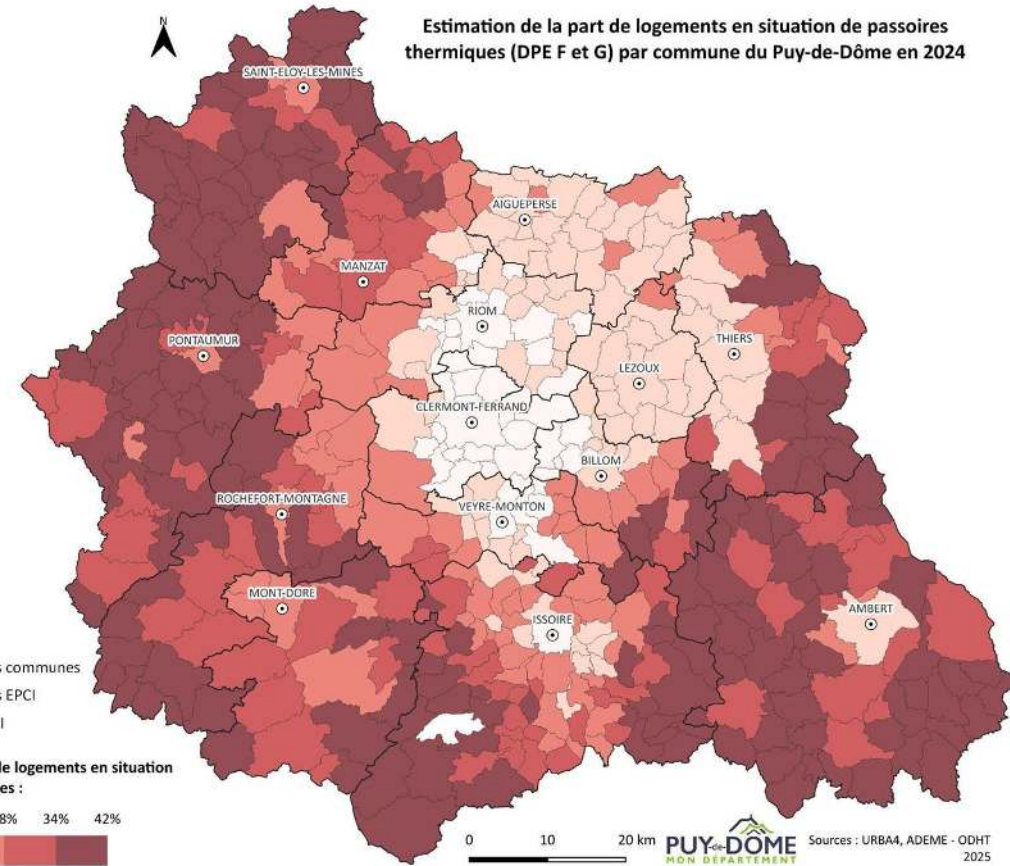 N
Estimation de la part de logements en situation de passoires
thermiques (DPE F et G) par commune du Puy-de-Dôme en 2024
SAINT-ELOY-LES-MINES
AIGUEPERSE
MANZAT
RIOM
PONTAUMUR
THIERS
LEZOUX
CLERMONT-FERRAND
BILLOM
ROCHEFORT-MONTAGNE
VEYRE-MONTON
MONT-DORE
AMBERT
ISSOIRE
communes
EPCI
de logements en situation
34% 42%
0 10 20 km
PUY-de-DÔME
MON DÉPARTEMENT
Sources : URBA4, ADEME - ODHT
2025